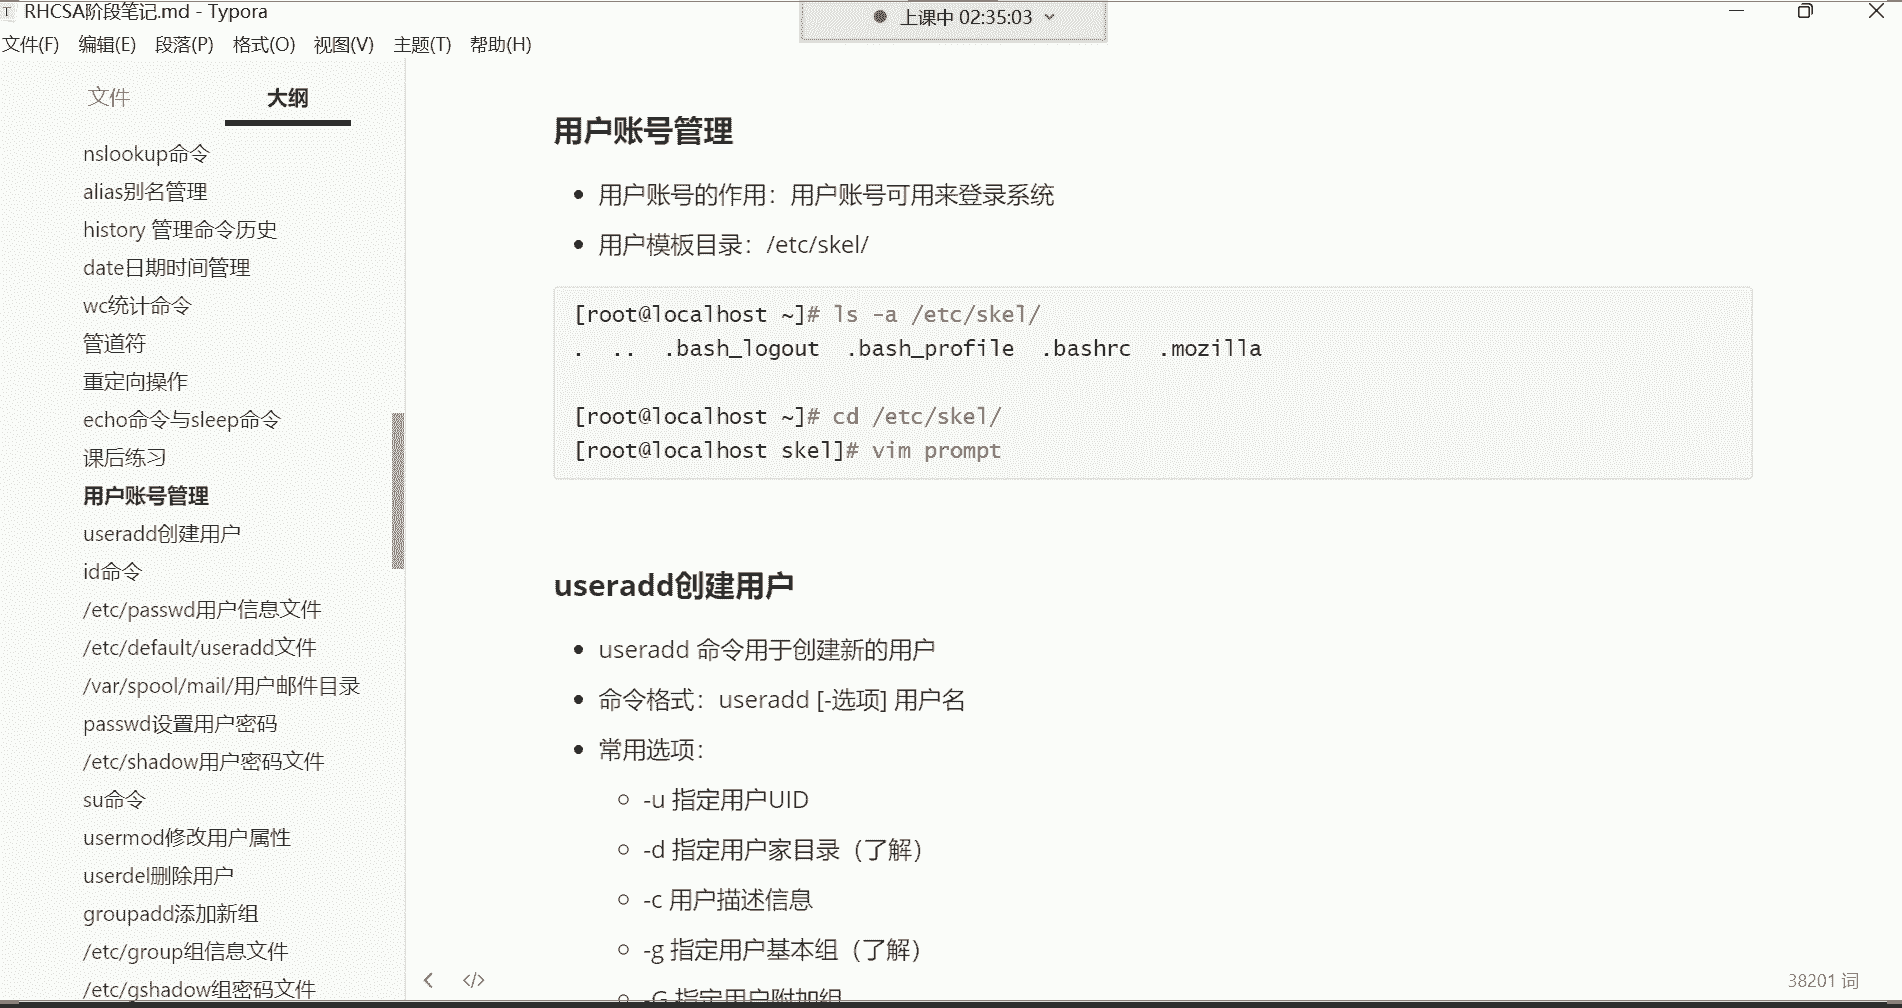 RHCSA阶段笔记.md - Typora
上课中 02:35:03
文件(F) 编辑(E) 段落(P) 格式(O) 视图(V) 主题(T) 帮助(H)
文件 大纲
nslookup命令
alias别名管理
history 管理命令历史
date日期时间管理
wc统计命令
管道符
重定向操作
echo命令与sleep命令
课后练习
用户账号管理
useradd创建用户
id命令
/etc/passwd用户信息文件
/etc/default/useradd文件
/var/spool/mail/用户邮件目录
passwd设置用户密码
/etc/shadow用户密码文件
su命令
usermod修改用户属性
userdel删除用户
groupadd添加新组
/etc/group组信息文件
/etc/gshadow组密码文件
用户账号管理
用户账号的作用：用户账号可用来登录系统
用户模板目录：/etc/skel/
[root@localhost ~]# ls -a /etc/skel/
.  ..  .bash_logout  .bash_profile  .bashrc  .mozilla
[root@localhost ~]# cd /etc/skel/
[root@localhost skel]# vim prompt
useradd创建用户
useradd 命令用于创建新的用户
命令格式：useradd [-选项] 用户名
常用选项：
-u 指定用户UID
-d 指定用户家目录（了解）
-c 用户描述信息
-g 指定用户基本组（了解）
-G 指定用户附加组
38201 词